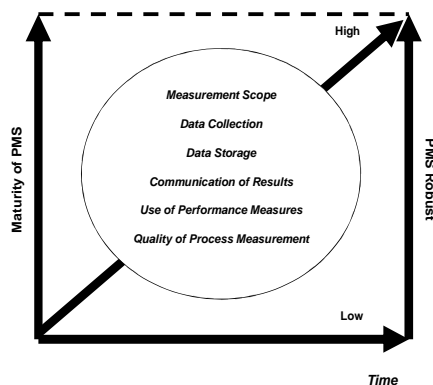 High
Measurement Scope
Data Collection
Data Storage
Communication of Results
Use of Performance Measures
Quality of Process Measurement
Maturity of PMS
PMS Robust
Low
Time